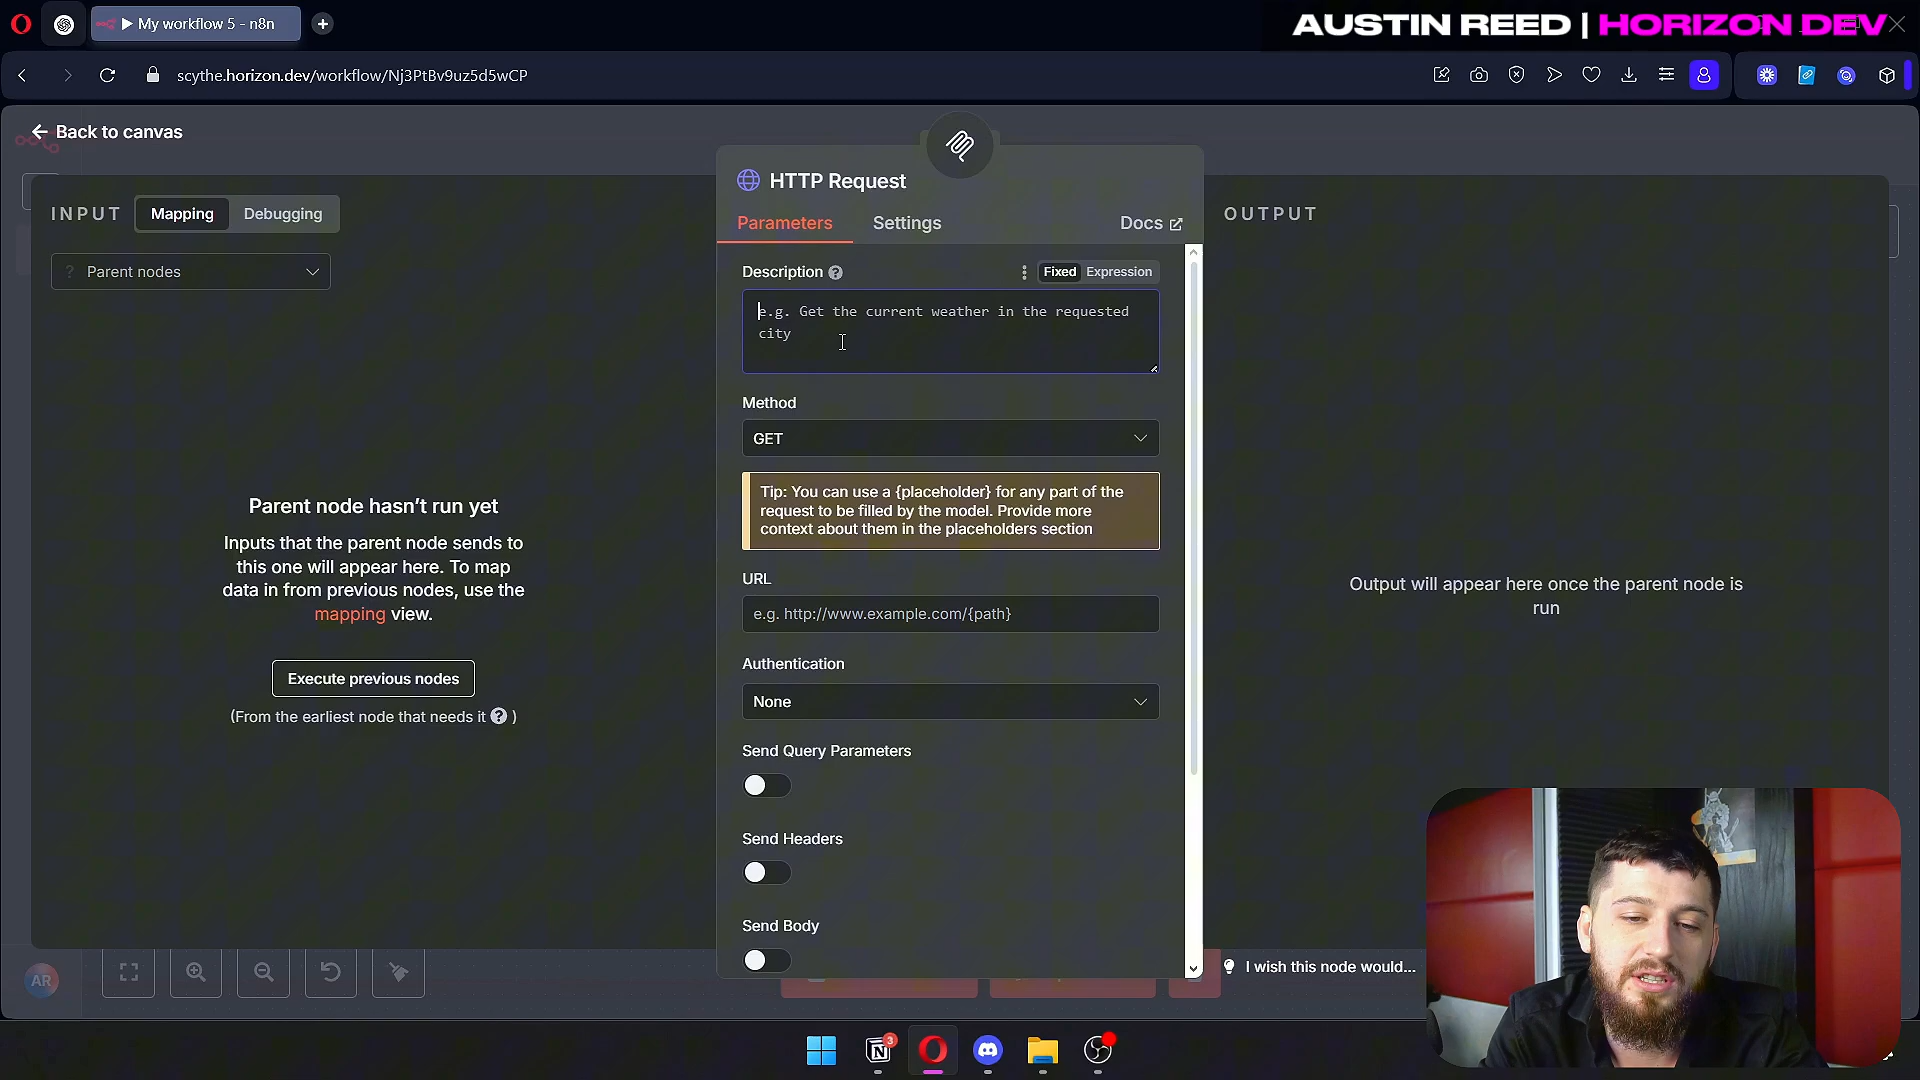 My workflow 5 - n8n
AUSTIN REED | HORIZON DEV
scythe.horizon.dev/workflow/Nj3PtBv9uz5d5wCP
Back to canvas
HTTP Request
Parameters
Settings
Docs
INPUT
Mapping
Debugging
OUTPUT
? Parent nodes
Description ?
Fixed
Expression
e.g. Get the current weather in the requested
city
Method
GET
Tip: You can use a {placeholder} for any part of the
request to be filled by the model. Provide more
context about them in the placeholders section
URL
e.g. http://www.example.com/{path}
Authentication
None
Send Query Parameters
Send Headers
Send Body
Parent node hasn’t run yet
Inputs that the parent node sends to
this one will appear here. To map
data in from previous nodes, use the
mapping view.
Execute previous nodes
(From the earliest node that needs it ? )
Output will appear here once the parent node is
run
I wish this node would...
AR
N
3